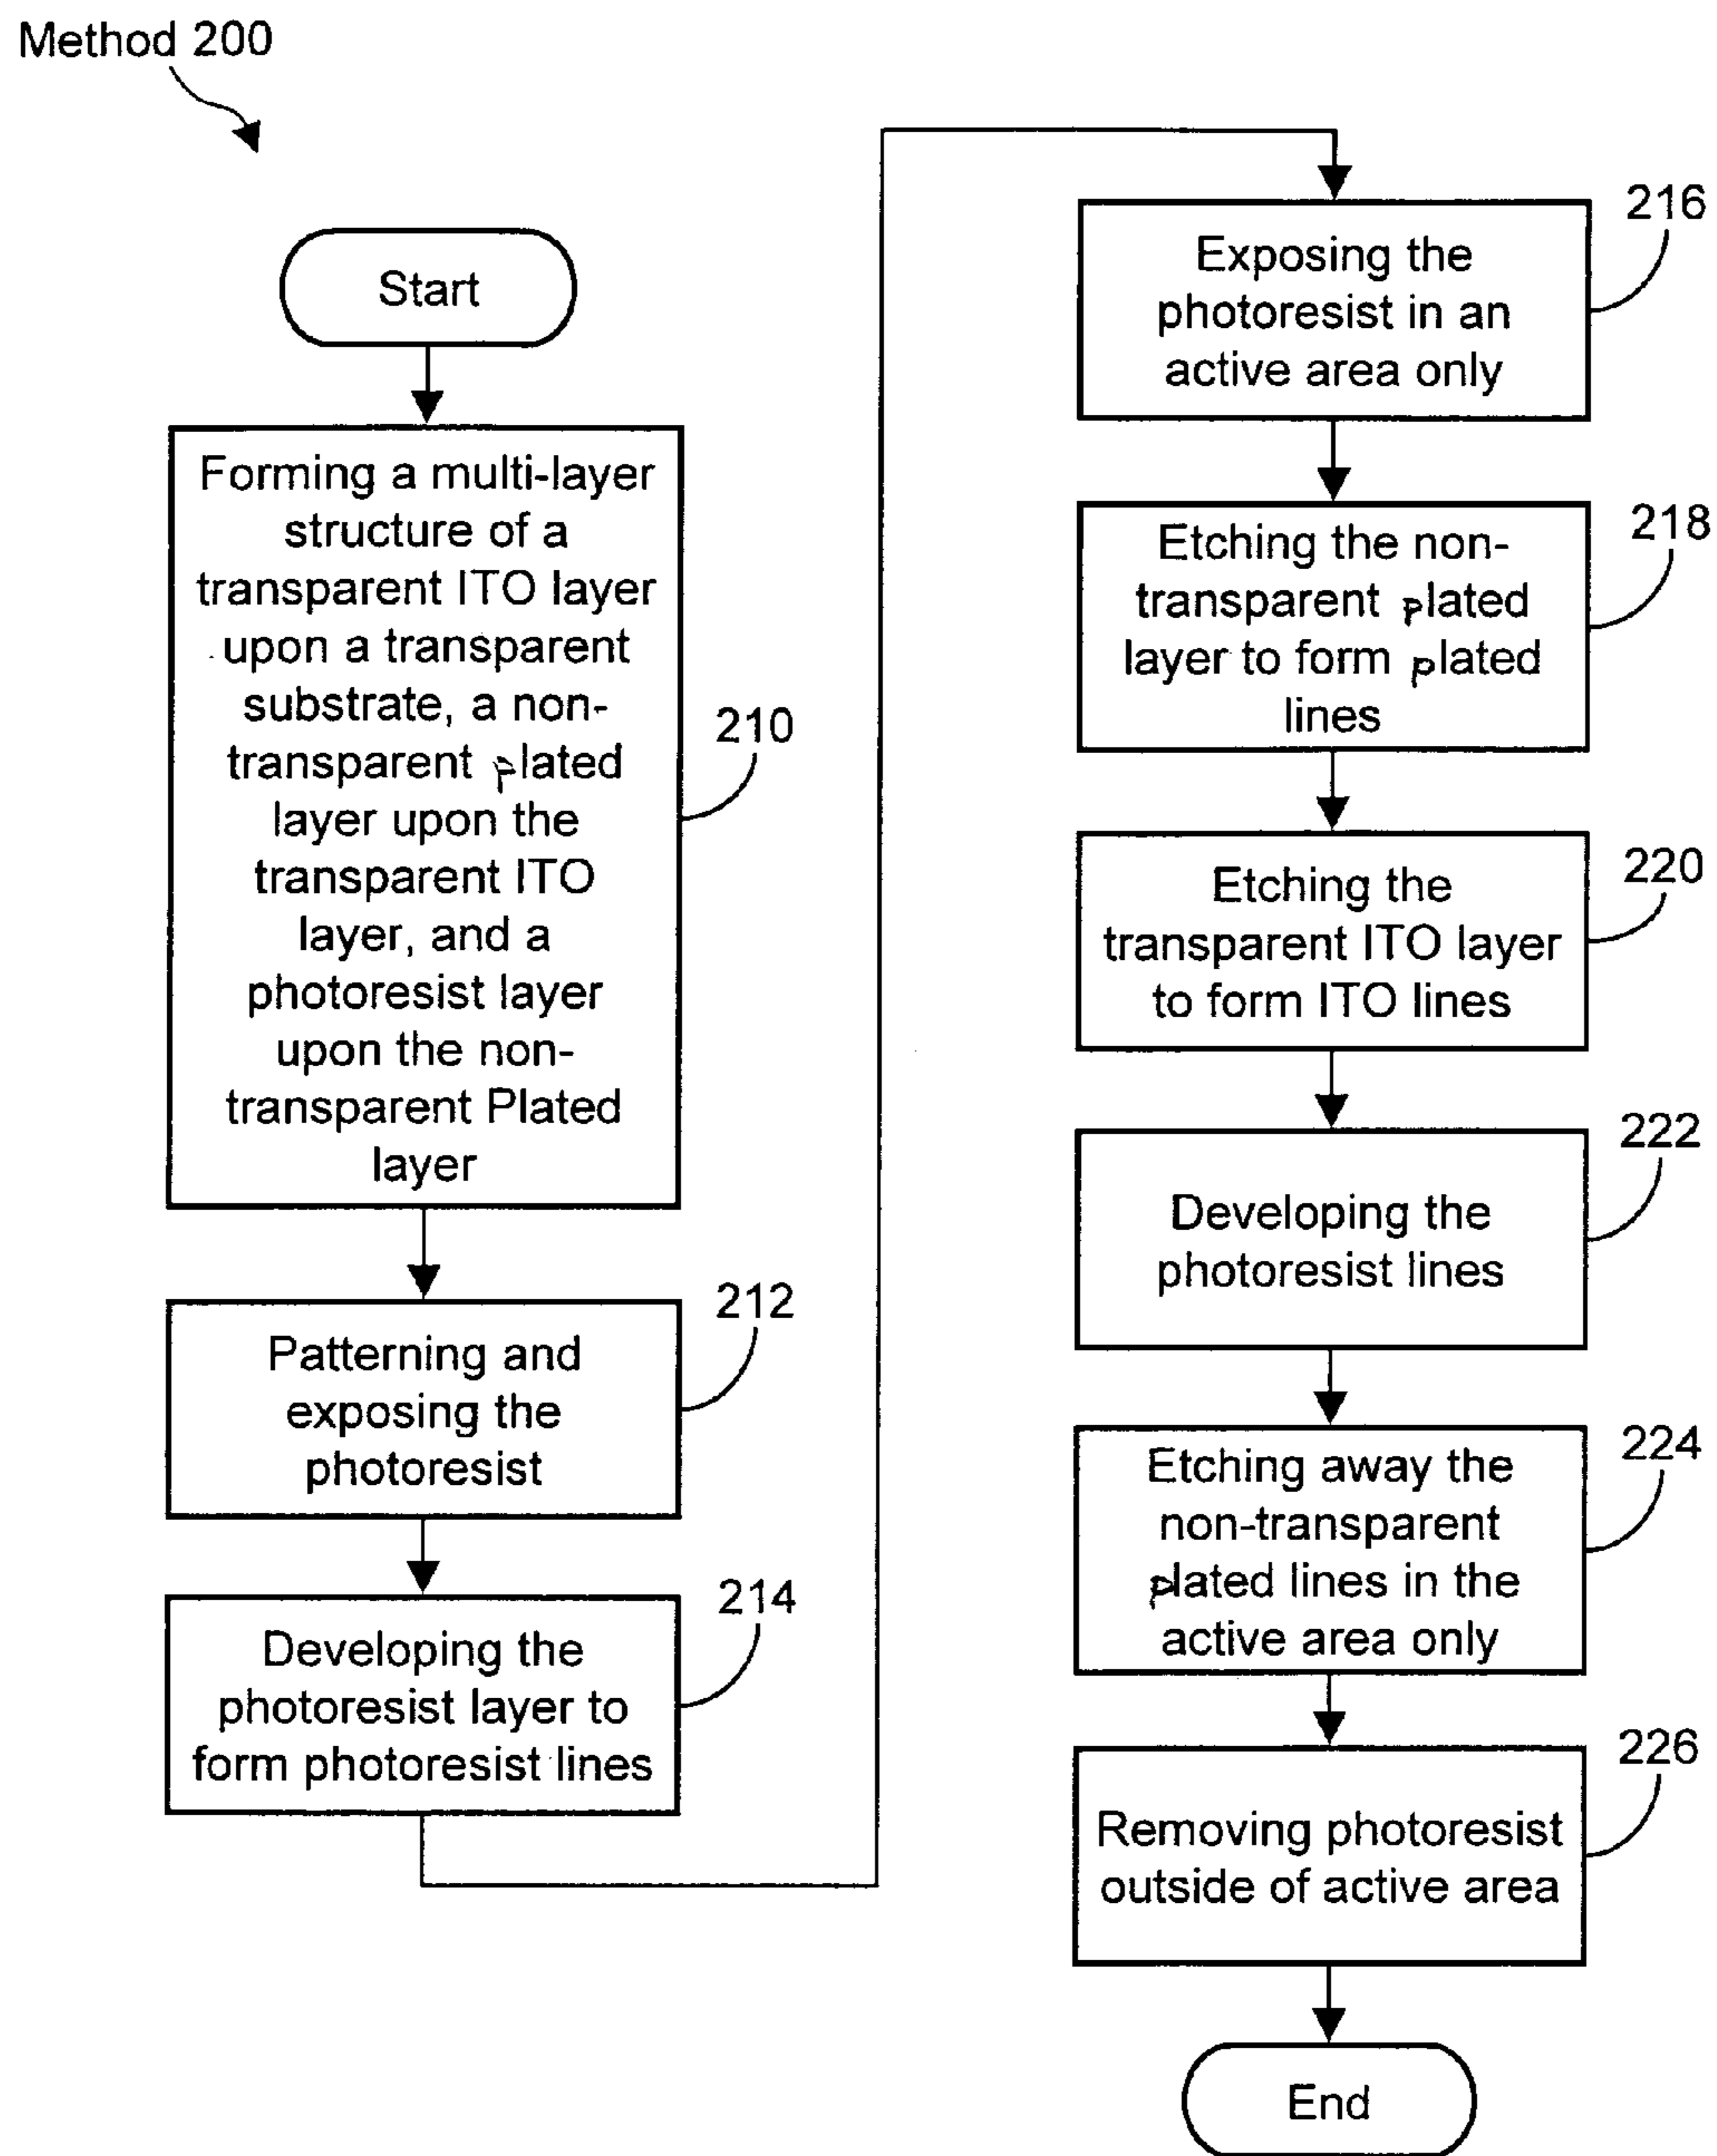 Method 200
Start
Forming a multi-layer
structure of a
transparent ITO layer
upon a transparent
substrate, a non-
transparent plated
layer upon the
transparent ITO
layer, and a
photoresist layer
upon the non-
transparent Plated
layer
210
Patterning and
exposing the
photoresist
212
Developing the
photoresist layer to
form photoresist lines
214
Exposing the
photoresist in an
active area only
216
Etching the non-
transparent plated
layer to form plated
lines
218
Etching the
transparent ITO layer
to form ITO lines
220
Developing the
photoresist lines
222
Etching away the
non-transparent
plated lines in the
active area only
224
Removing photoresist
outside of active area
226
End